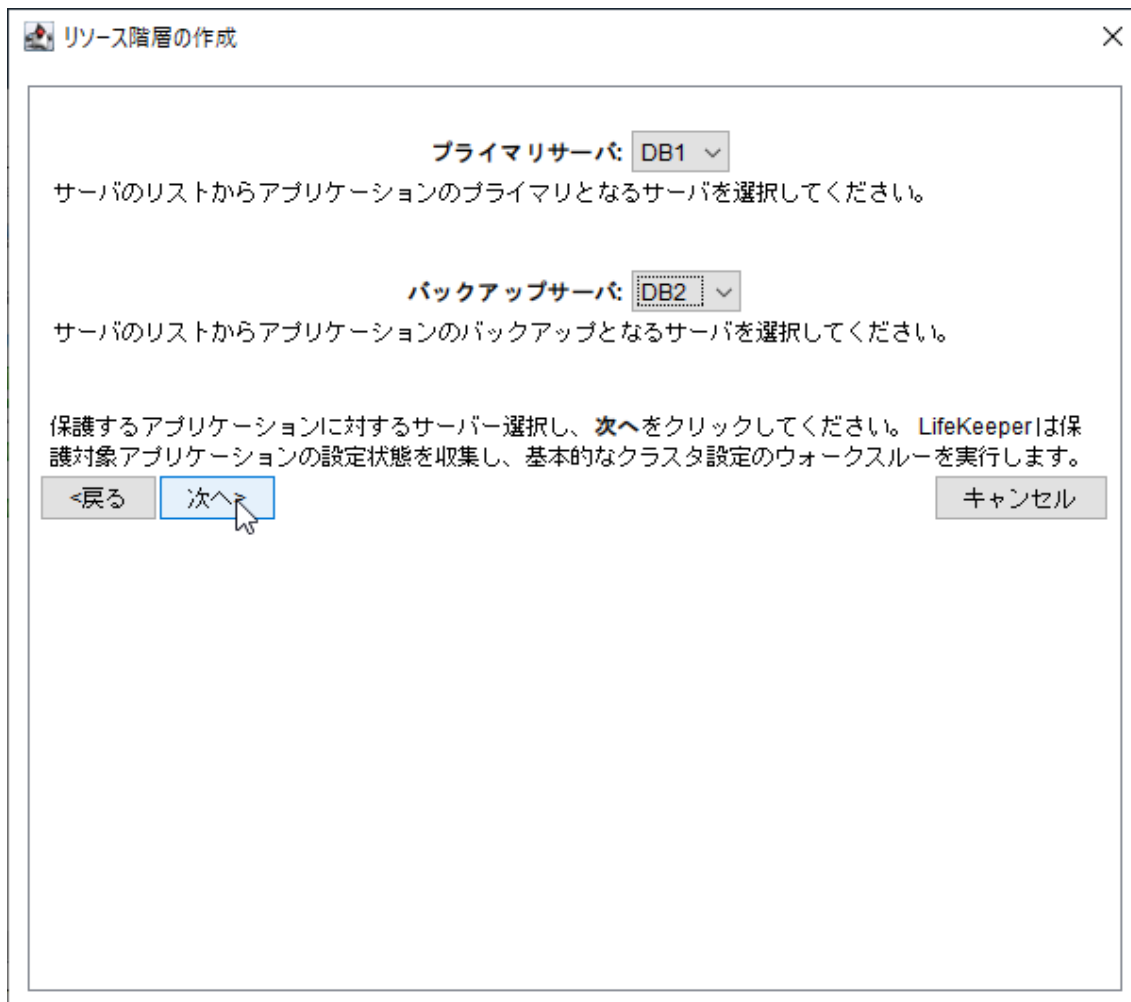 リソース階層の作成
プライマリサーバ: DB1
サーバのリストからアプリケーションのプライマリとなるサーバを選択してください。
バックアップサーバ: DB2
サーバのリストからアプリケーションのバックアップとなるサーバを選択してください。
保護するアプリケーションに対するサーバー選択し、次へをクリックしてください。 LifeKeeperは保
護対象アプリケーションの設定状態を収集し、基本的なクラスタ設定のウォークスルーを実行します。
<戻る 次へ> キャンセル